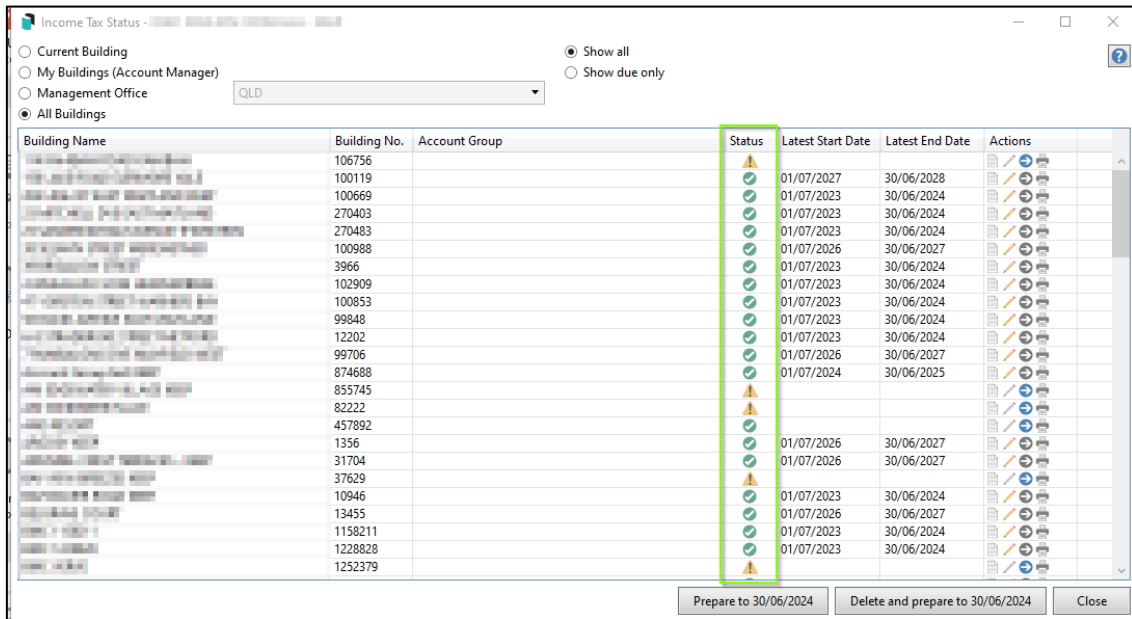 Income Tax Status -
Current Building
Show all
My Buildings (Account Manager)
Show due only
Management Office QLD
All Buildings
Building Name Building No. Account Group Status Latest Start Date Latest End Date Actions
106756
100119 01/07/2027 30/06/2028
100669 01/07/2023 30/06/2024
270403 01/07/2023 30/06/2024
270483 01/07/2023 30/06/2024
100988 01/07/2026 30/06/2027
3966 01/07/2023 30/06/2024
102909 01/07/2023 30/06/2024
100853 01/07/2023 30/06/2024
99848 01/07/2023 30/06/2024
12202 01/07/2023 30/06/2024
99706 01/07/2026 30/06/2027
874688 01/07/2024 30/06/2025
855745
82222
457892
1356 01/07/2026 30/06/2027
31704 01/07/2026 30/06/2027
37629
10946 01/07/2023 30/06/2024
13455 01/07/2026 30/06/2027
1158211 01/07/2023 30/06/2024
1228828 01/07/2023 30/06/2024
1252379
Prepare to 30/06/2024 Delete and prepare to 30/06/2024 Close